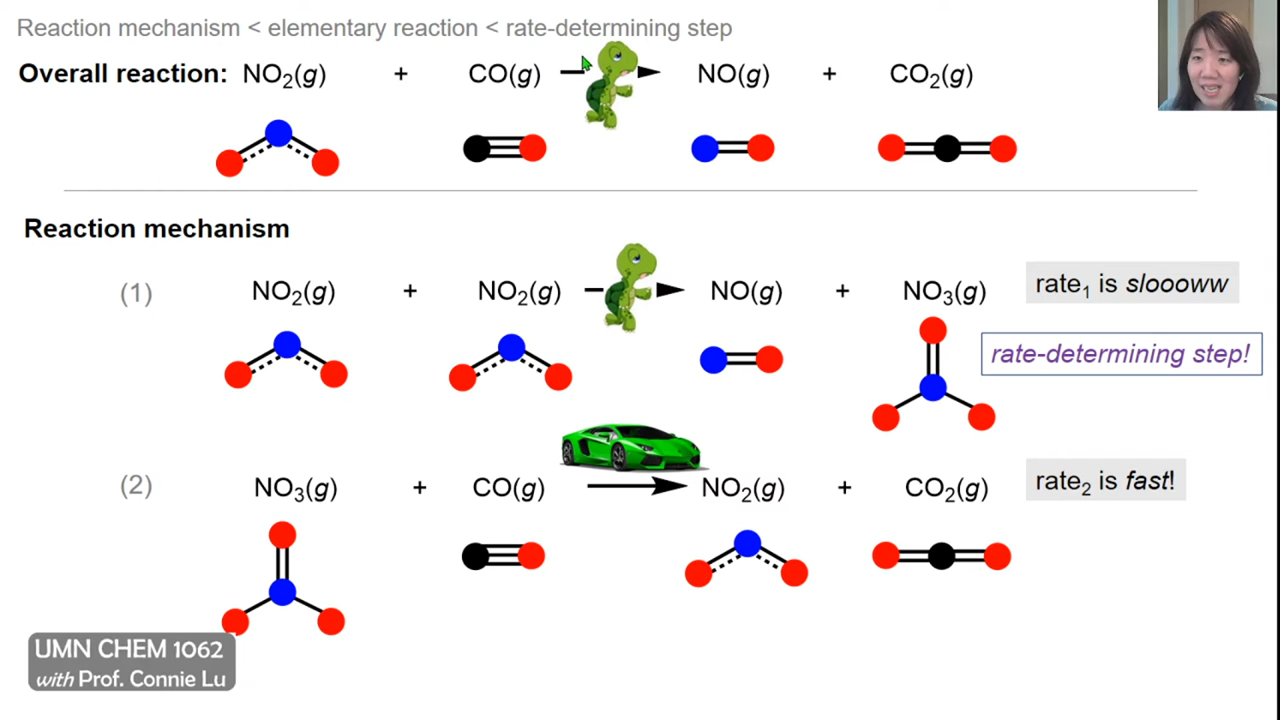 Reaction mechanism < elementary reaction < rate-determining step
Overall reaction: NO₂(g) + CO(g) NO(g) + CO₂(g)
Reaction mechanism
(1) NO₂(g) + NO₂(g) NO(g) + NO₃(g) rate₁ is sloooww
rate-determining step!
(2) NO₃(g) + CO(g) NO₂(g) + CO₂(g) rate₂ is fast!
UMN CHEM 1062
with Prof. Connie Lu